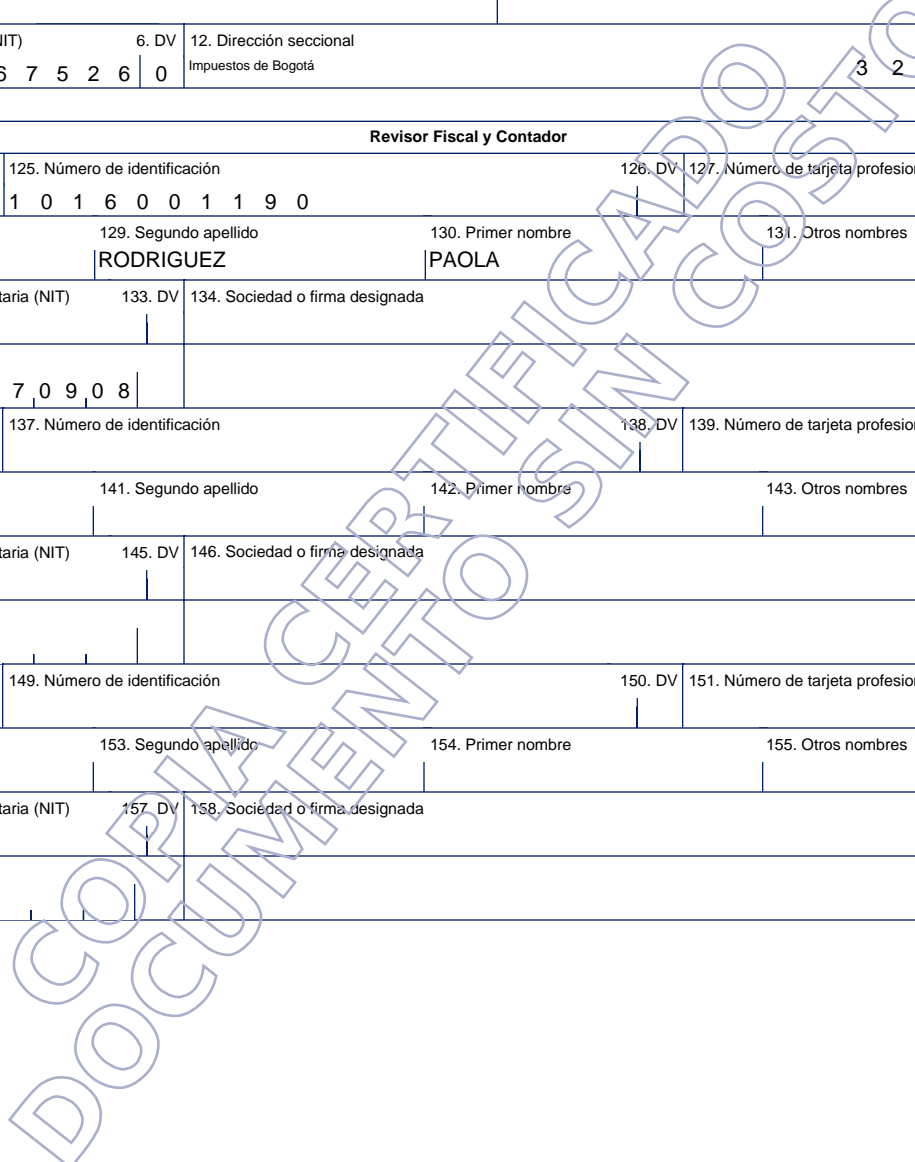 NIT) 6. DV 12. Dirección seccional
6 7 5 2 6 0 Impuestos de Bogotá 3 2
Revisor Fiscal y Contador
125. Número de identificación 126. DV 127. Número de tarjeta profesion
1 0 1 6 0 0 1 1 9 0
129. Segundo apellido 130. Primer nombre 131. Otros nombres
RODRIGUEZ PAOLA
taria (NIT) 133. DV 134. Sociedad o firma designada
7 0 9 0 8
137. Número de identificación 138. DV 139. Número de tarjeta profesion
141. Segundo apellido 142. Primer nombre 143. Otros nombres
taria (NIT) 145. DV 146. Sociedad o firma designada
149. Número de identificación 150. DV 151. Número de tarjeta profesion
153. Segundo apellido 154. Primer nombre 155. Otros nombres
taria (NIT) 157. DV 158. Sociedad o firma designada
COPIA CERTIFICADO
DOCUMENTO SIN COSTO